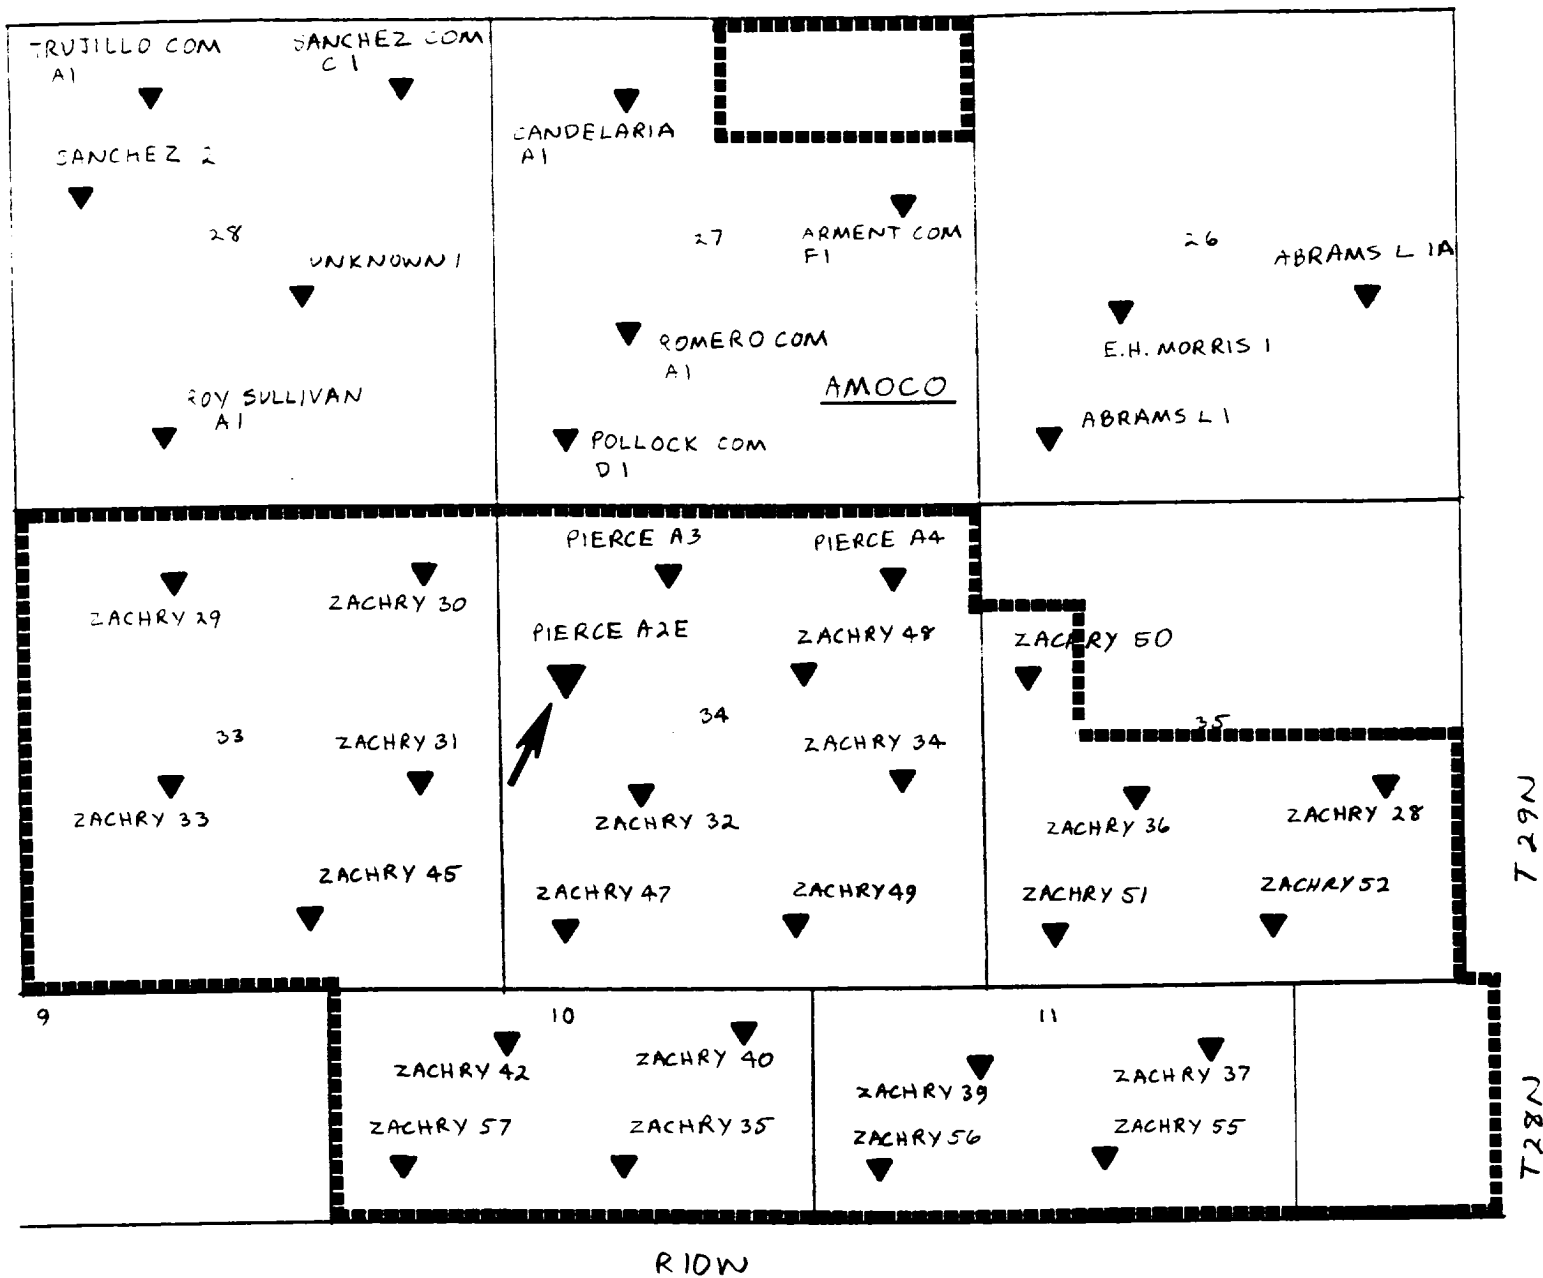 TRUJILLO COM
A1
SANCHEZ COM
C1
SANCHEZ 2
28
UNKNOWN 1
ROY SULLIVAN
A1
CANDELARIA
A1
27
ARMENT COM
F1
ROMERO COM
A1
AMOCO
POLLOCK COM
D1
26
ABRAMS L 1A
E.H. MORRIS 1
ABRAMS L 1
ZACHRY 29
ZACHRY 30
33
ZACHRY 31
ZACHRY 33
ZACHRY 45
PIERCE A3
PIERCE A4
PIERCE A2E
ZACHRY 48
34
ZACHRY 34
ZACHRY 32
ZACHRY 47
ZACHRY 49
ZACHRY 50
35
ZACHRY 36
ZACHRY 28
ZACHRY 51
ZACHRY 52
T29N
9
10
11
ZACHRY 42
ZACHRY 40
ZACHRY 39
ZACHRY 37
ZACHRY 57
ZACHRY 35
ZACHRY 56
ZACHRY 55
T28N
R10W